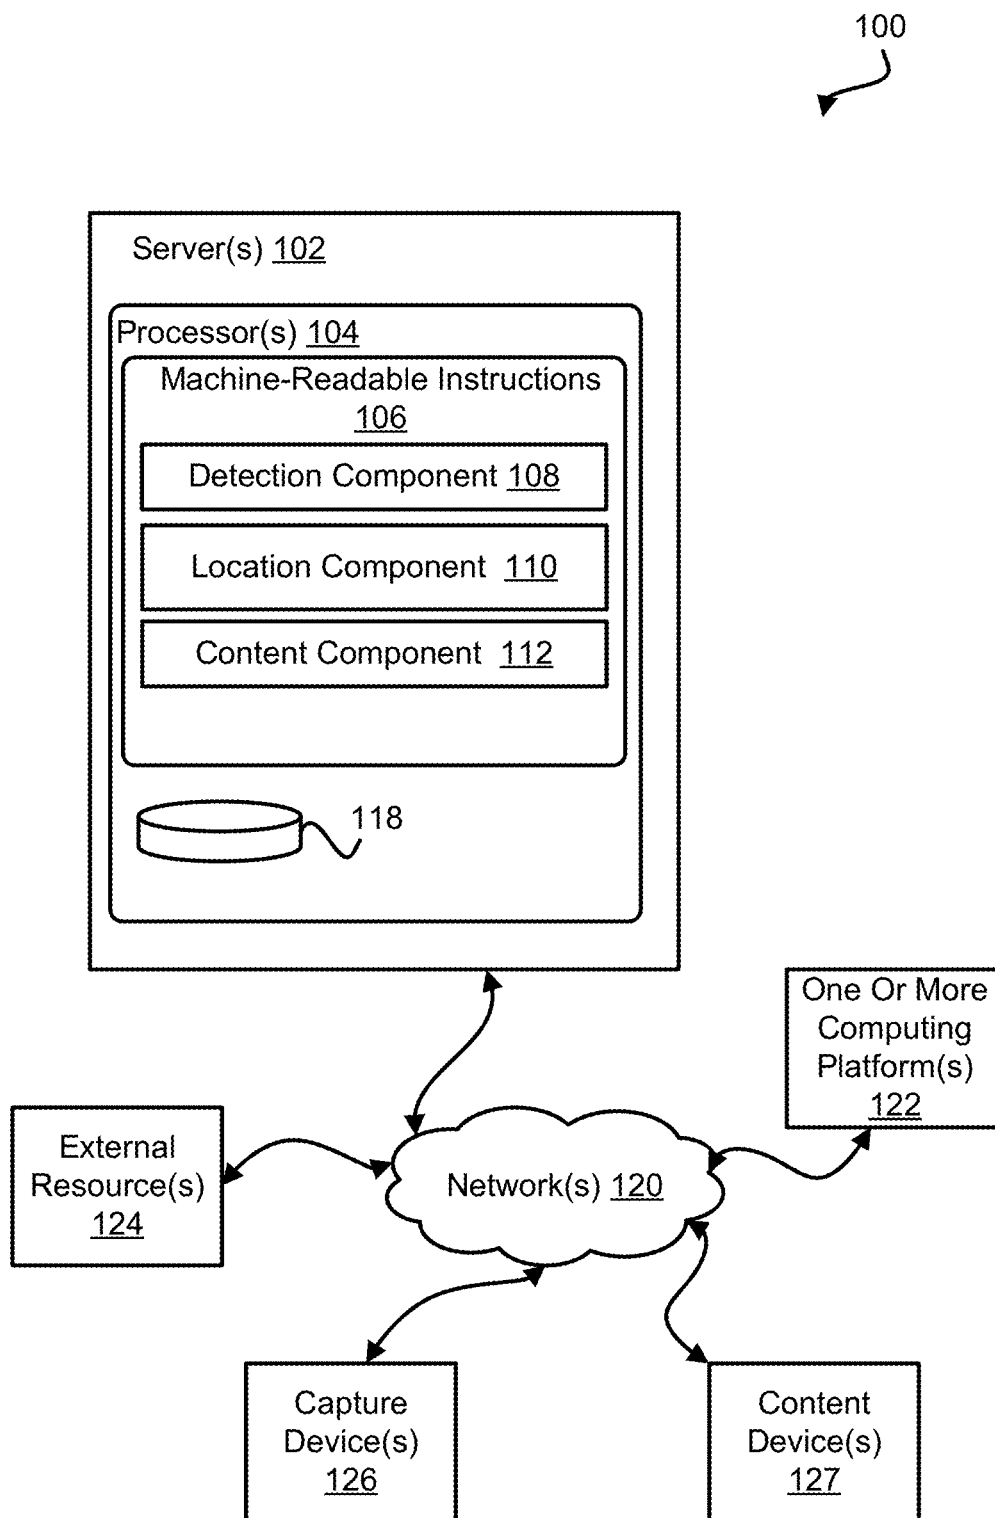 100
Server(s) 102
Processor(s) 104
Machine-Readable Instructions
106
Detection Component 108
Location Component 110
Content Component 112
118
One Or More
Computing
Platform(s)
122
External
Resource(s)
124
Network(s) 120
Capture
Device(s)
126
Content
Device(s)
127